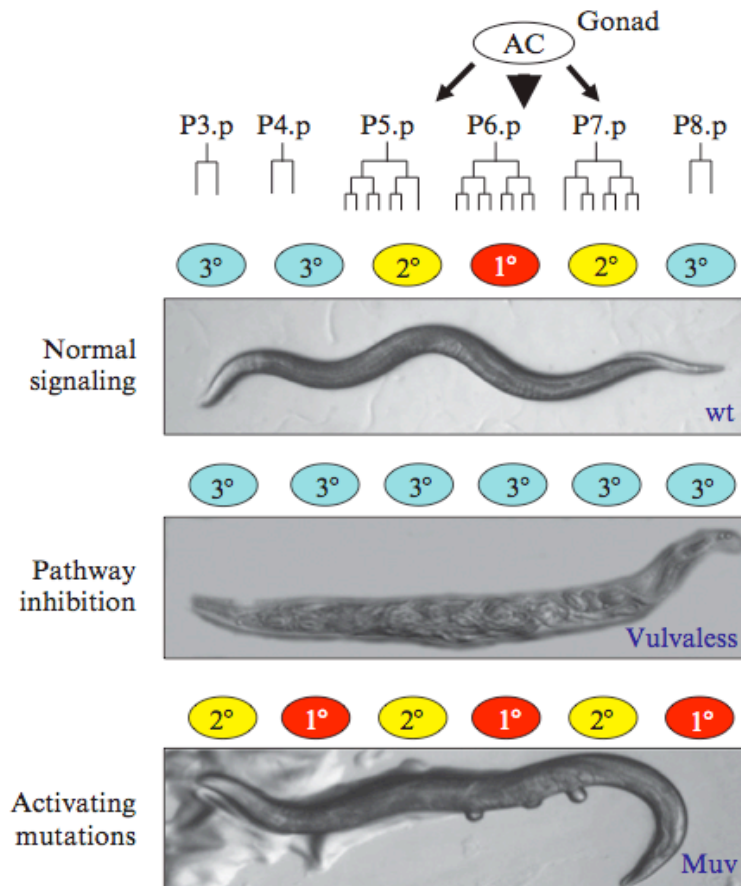 Gonad
AC
P3.p P4.p P5.p P6.p P7.p P8.p
3° 3° 2° 1° 2° 3°
Normal
signaling
wt
3° 3° 3° 3° 3° 3°
Pathway
inhibition
Vulvaless
2° 1° 2° 1° 2° 1°
Activating
mutations
Muv